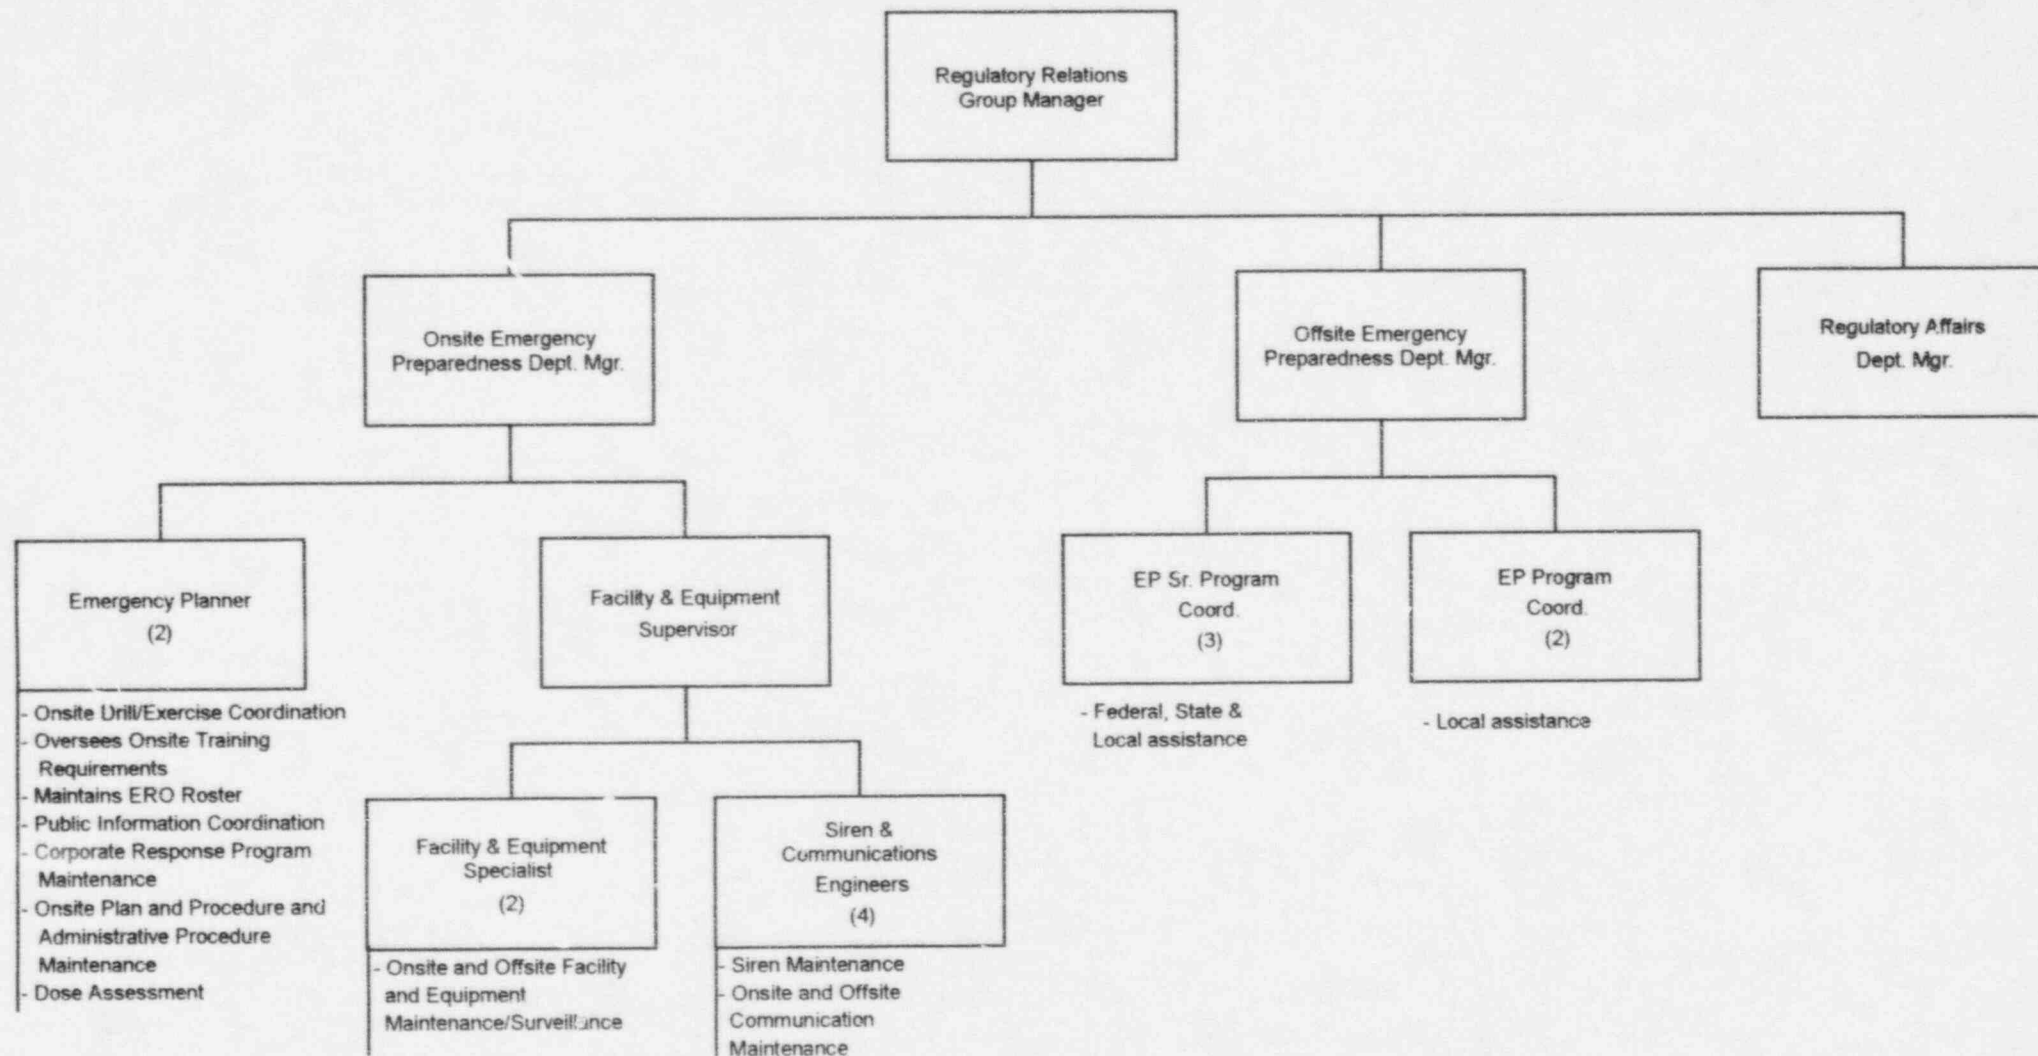 Regulatory Relations
Group Manager
Onsite Emergency
Preparedness Dept. Mgr.
Offsite Emergency
Preparedness Dept. Mgr.
Regulatory Affairs
Dept. Mgr.
Emergency Planner
(2)
- Onsite Drill/Exercise Coordination
- Oversees Onsite Training
Requirements
- Maintains ERO Roster
- Public Information Coordination
- Corporate Response Program
Maintenance
- Onsite Plan and Procedure and
Administrative Procedure
Maintenance
- Dose Assessment
Facility & Equipment
Supervisor
Facility & Equipment
Specialist
(2)
- Onsite and Offsite Facility
and Equipment
Maintenance/Surveillance
Siren &
Communications
Engineers
(4)
- Siren Maintenance
- Onsite and Offsite
Communication
Maintenance
EP Sr. Program
Coord.
(3)
- Federal, State &
Local assistance
EP Program
Coord.
(2)
- Local assistance